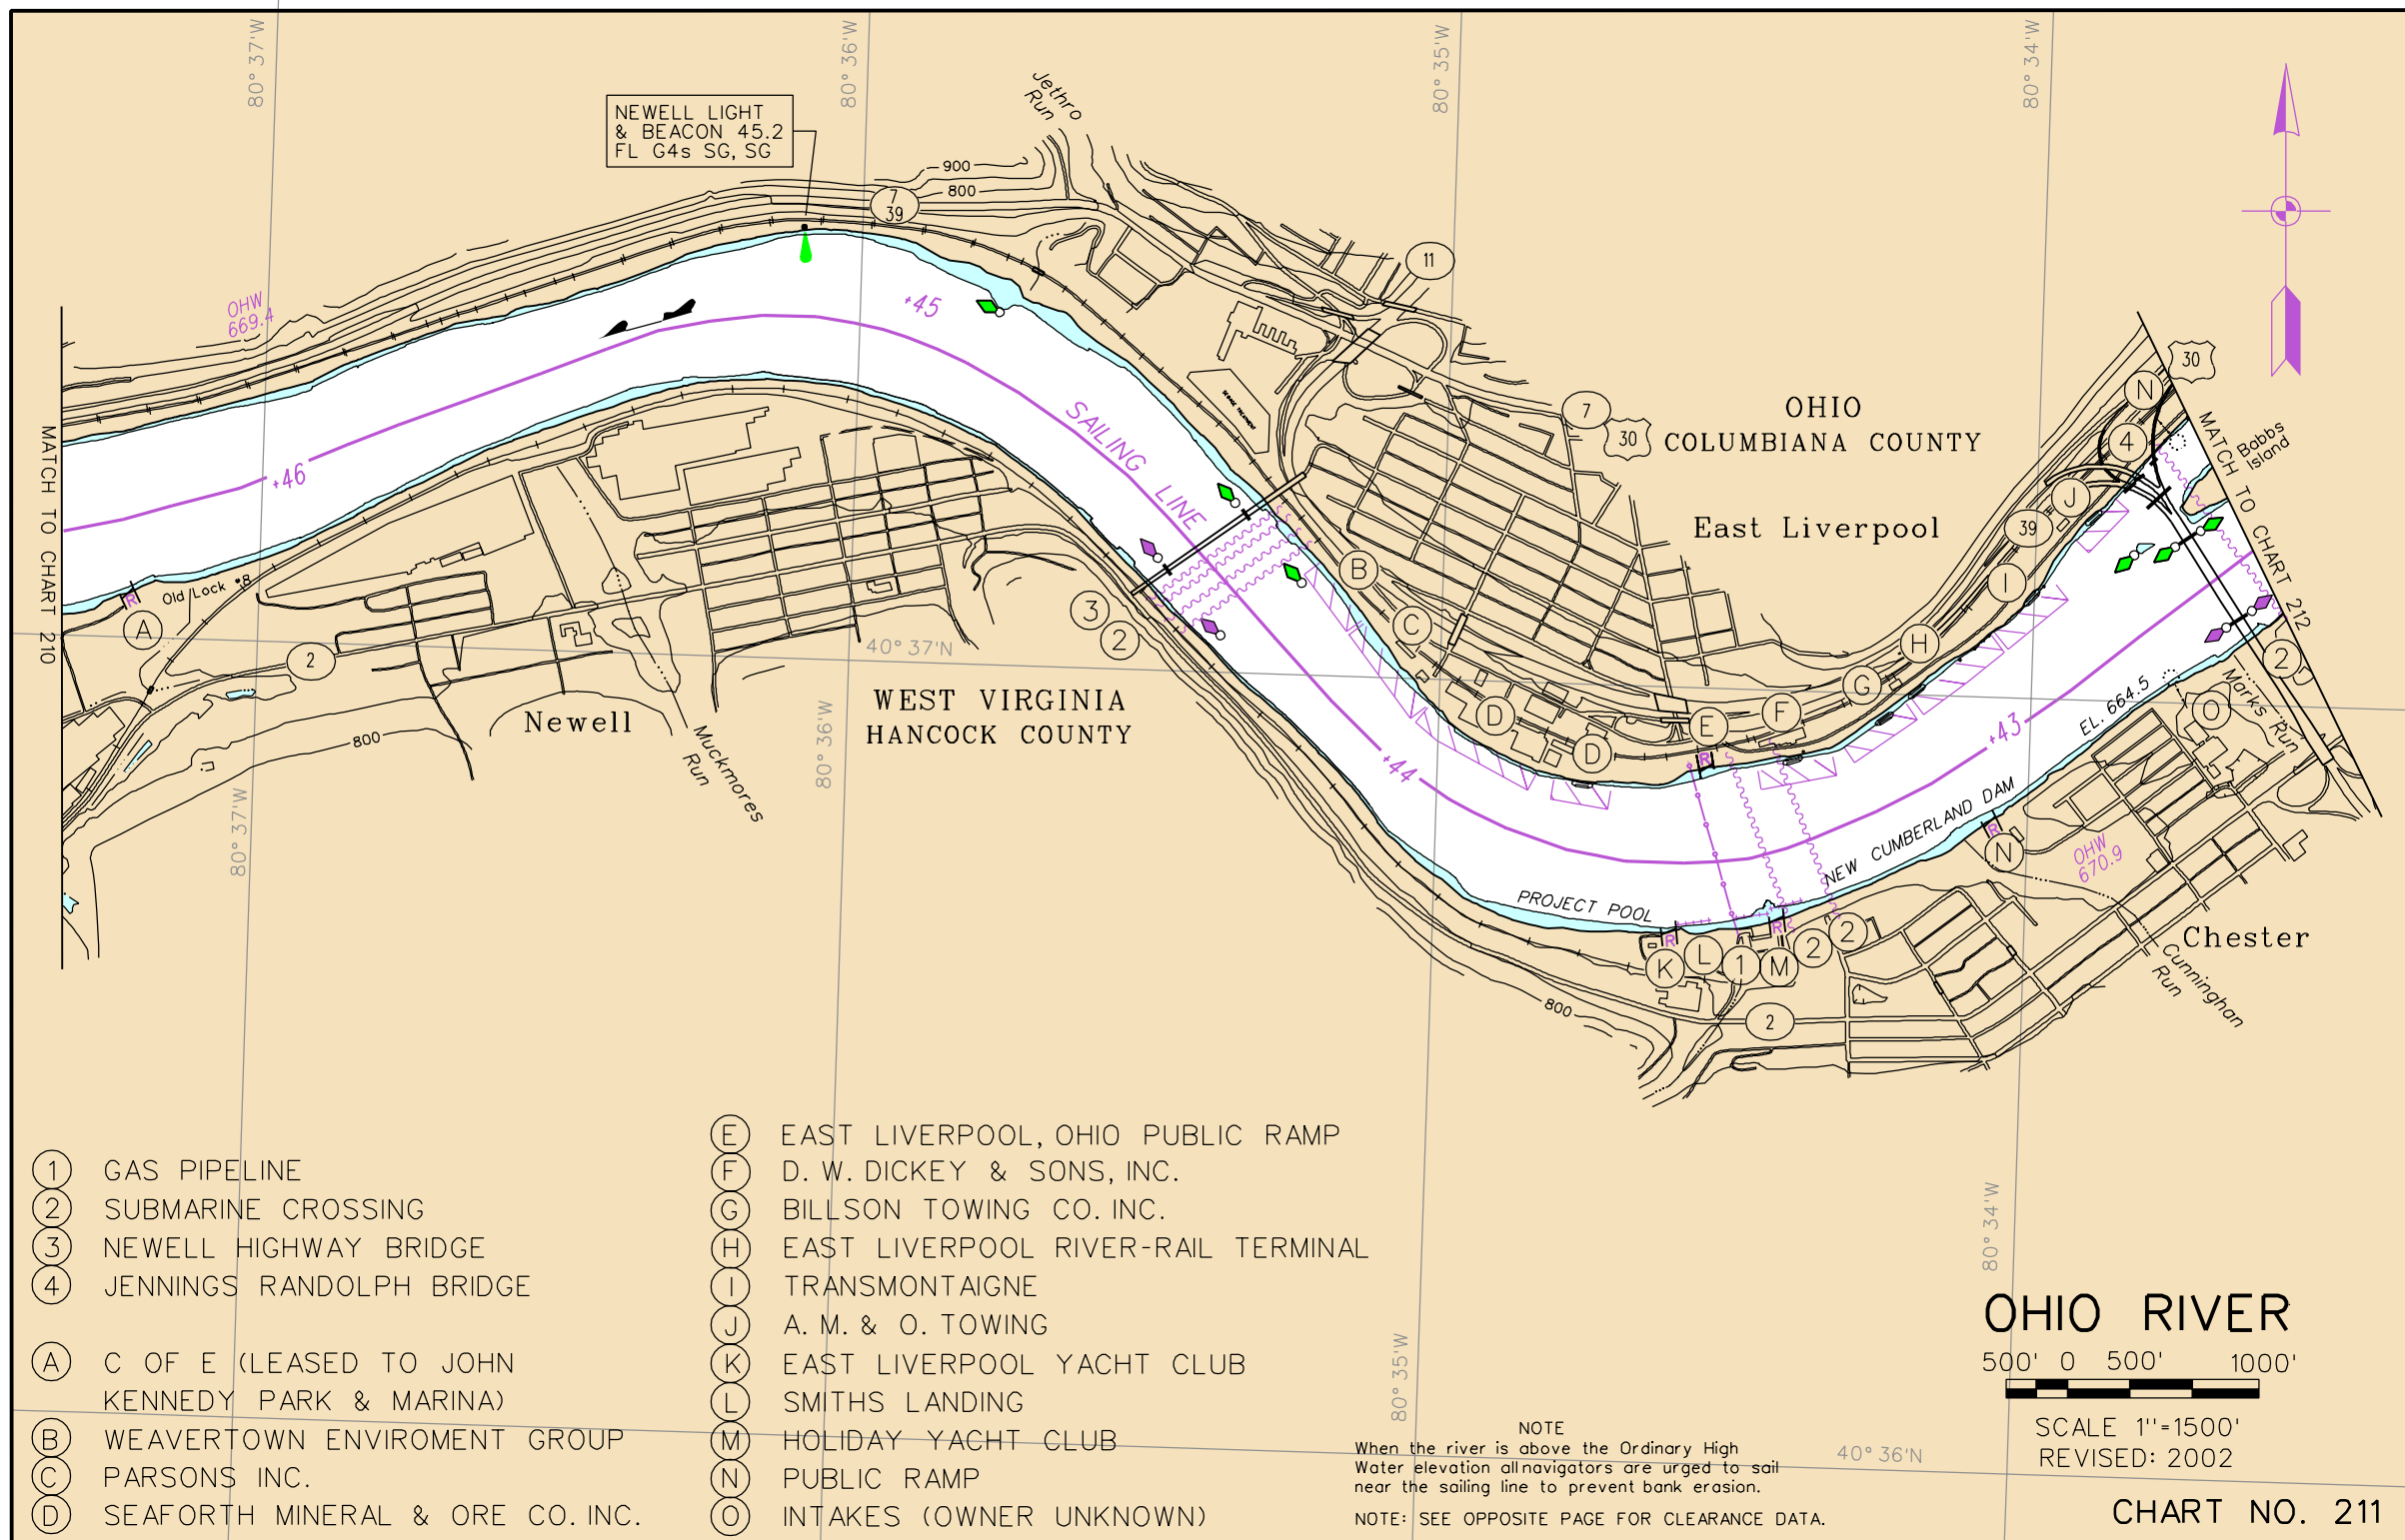 80° 37'W
80° 36'W
80° 35'W
80° 34'W
NEWELL LIGHT
& BEACON 45.2
FL G4s SG, SG
Jethro
Run
900
800
7
39
11
OHW
669.4
+45
+46
SAILING LINE
7
30
OHIO
COLUMBIANA COUNTY
East Liverpool
30
N
4
J
39
I
H
G
F
E
D
D
C
B
Babbs
Island
MATCH TO CHART 212
MATCH TO CHART 210
R
A
Old Lock #8
2
3
2
40° 37'N
WEST VIRGINIA
HANCOCK COUNTY
Newell
Muckmores
Run
800
80° 37'W
80° 36'W
+44
+43
EL. 664.5
NEW CUMBERLAND DAM
PROJECT POOL
2
O
Marks
Run
R
R
N
OHW
670.9
Chester
Cunninghan
Run
R
R
K
L
1
M
2
2
2
800
1 GAS PIPELINE
2 SUBMARINE CROSSING
3 NEWELL HIGHWAY BRIDGE
4 JENNINGS RANDOLPH BRIDGE
A C OF E (LEASED TO JOHN
KENNEDY PARK & MARINA)
B WEAVERTOWN ENVIROMENT GROUP
C PARSONS INC.
D SEAFORTH MINERAL & ORE CO. INC.
E EAST LIVERPOOL, OHIO PUBLIC RAMP
F D. W. DICKEY & SONS, INC.
G BILLSON TOWING CO. INC.
H EAST LIVERPOOL RIVER-RAIL TERMINAL
I TRANSMONTAIGNE
J A. M. & O. TOWING
K EAST LIVERPOOL YACHT CLUB
L SMITHS LANDING
M HOLIDAY YACHT CLUB
N PUBLIC RAMP
O INTAKES (OWNER UNKNOWN)
80° 35'W
80° 34'W
40° 36'N
NOTE
When the river is above the Ordinary High
Water elevation all navigators are urged to sail
near the sailing line to prevent bank erasion.
NOTE: SEE OPPOSITE PAGE FOR CLEARANCE DATA.
OHIO RIVER
500' 0 500' 1000'
SCALE 1"=1500'
REVISED: 2002
CHART NO. 211